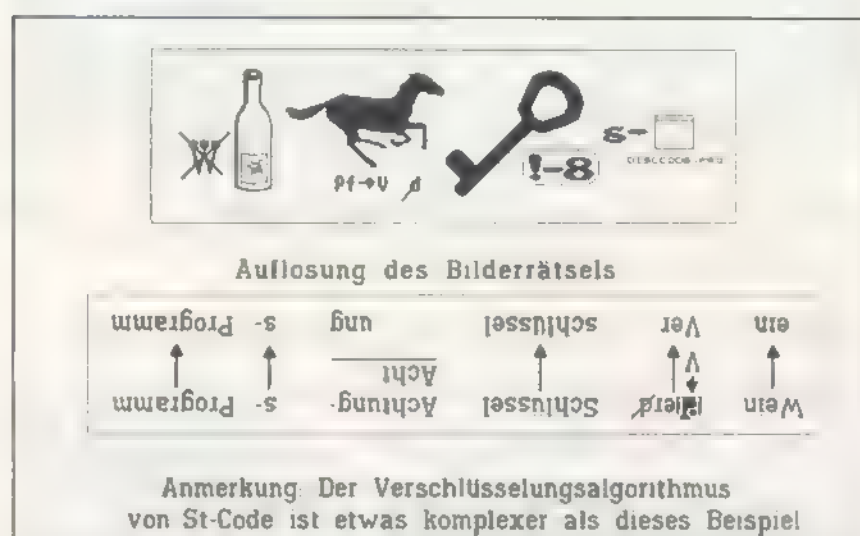 W
s-
!-8
Pf→V d
Auflosung des Bilderrätsels
Wein Pferd Schlüssel Achtung- s- Programm
V Acht
ein Ver schlüssel ung s- Programm
Anmerkung Der Verschlüsselungsalgorithmus
von St-Code ist etwas komplexer als dieses Beispiel